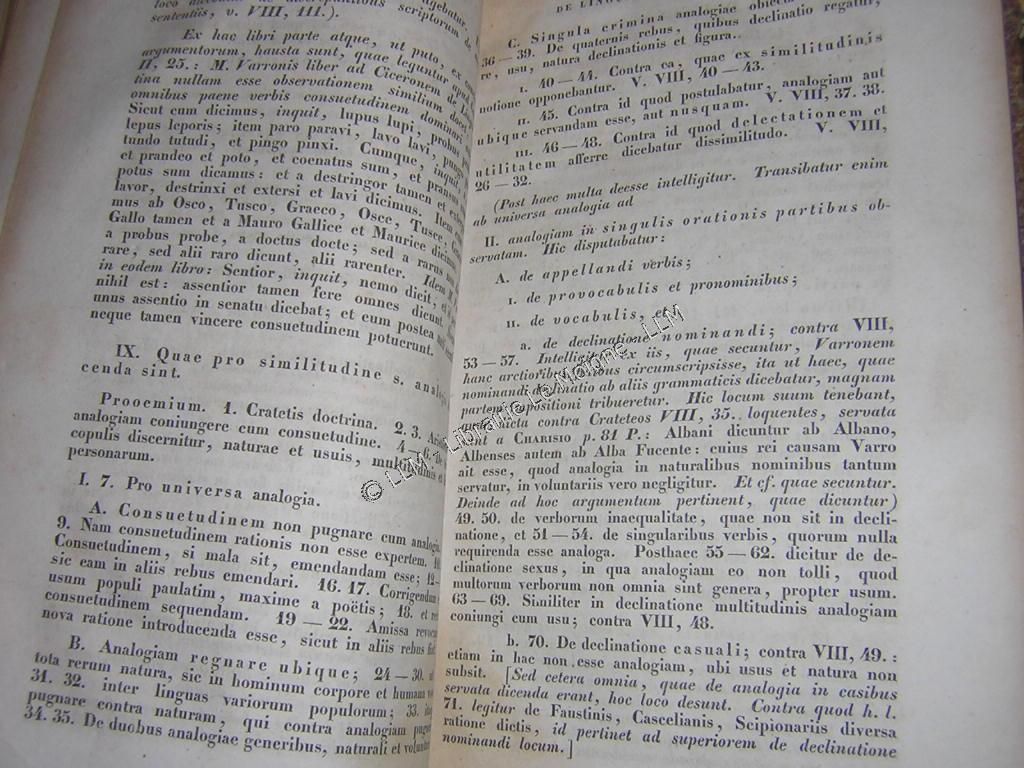 loco
sententiis, v. VIII, 111.).
scriptorum de
Ex hac libri parte atque, ut puto, ex
argumentorum, hausta sunt, quae leguntur apud
II, 25.: M. Varronis liber ad Ciceronem de
tina nullam esse observationem similium docet
omnibus paene verbis consuetudinem dominari
Sicut cum dicimus, inquit, lupus lupi, probus
lepus leporis; item paro paravi, lavo lavi, pungo
tundo tutudi, et pingo pinxi. Cumque, inquit,
et prandeo et poto, et coenatus sum, et pransus
potus sum dicamus: et a destringor tamen et
lavor, destrinxi et extersi et lavi dicimus. Item
mus ab Osco, Tusco, Graeco, Osce, Tusce,
Gallo tamen et a Mauro Gallice et Maurice
a probus probe, a doctus docte; sed a rarus
rare, sed alii raro dicunt, alii rarenter. Idem
in eodem libro: Sentior, inquit, nemo dicit,
nihil est: assentior tamen fere omnes dicunt
unus assentio in senatu dicebat; et eum postea
neque tamen vincere consuetudinem potuerunt.
IX. Quae pro similitudine s.
cenda sint.
Prooemium. 1. Cratetis doctrina. 2. 3.
analogiam coniungere cum consuetudine. 4 — 6.
copulis discernitur, naturae et usuis,
personarum.
I. 7. Pro universa analogia.
A. Consuetudinem non pugnare cum
9. Nam consuetudinem rationis non esse expertem.
Consuetudinem, si mala sit, emendandam esse;
sic eam in aliis rebus emendari. 16. 17. Corrigendum
usum populi paulatim, maxime a poëtis; 18. et
consuetudinem sequendam. 19 — 22. Amissa
nova ratione introducenda esse, sicut in aliis rebus
B. Analogiam regnare ubique; 24 — 30.
tota rerum natura, sic in hominum corpore et
31. 32. inter linguas variorum populorum; 33.
pugnare contra naturam, qui contra analogiam
34. 35. De duobus analogiae generibus, naturali et
DE
C. Singula crimina analogiae
36 — 39. De quaternis rebus, quibus declinatio regatur,
re, usu, natura declinationis et figura.
I. 40 — 44. Contra ea, quae ex similitudinis
notione opponebantur. V. VIII, 40 — 43.
II. 45. Contra id quod postulabatur, analogiam aut
ubique servandam esse, aut nusquam. V. VIII, 37. 38.
III. 46 — 48. Contra id quod delectationem et
utilitatem afferre dicebatur dissimilitudo. V. VIII,
26 — 32.
(Post haec multa deesse intelligitur. Transibatur enim
ab universa analogia ad
II. analogiam in singulis orationis partibus ob-
servatam. Hic disputabatur:
A. de appellandi verbis;
I. de provocabulis et pronominibus;
II. de vocabulis, et
a. de declinatione nominandi; contra VIII,
53 — 57. Intelligitur ex iis, quae secuntur, Varronem
hanc arctioribus finibus circumscripsisse, ita ut haec, quae
nominandi declinatio ab aliis grammaticis dicebatur, magnam
partem impositioni tribueretur. Hic locum suum tenebant,
quae dicta contra Crateteos VIII, 35. loquentes, servata
sunt a CHARISIO p. 81 P.: Albani dicuntur ab Albano,
Albenses autem ab Alba Fucente: cuius rei causam Varro
ait esse, quod analogia in naturalibus nominibus tantum
servatur, in voluntariis vero negligitur. Et cf. quae secuntur.
Deinde ad hoc argumentum pertinent, quae dicuntur)
49. 50. de verborum inaequalitate, quae non sit in decli-
natione, et 51 — 54. de singularibus verbis, quorum nulla
requirenda esse analoga. Posthaec 55 — 62. dicitur de de-
clinatione sexus, in qua analogiam eo non tolli, quod
multorum verborum non omnia sint genera, propter usum.
63 — 69. Similiter in declinatione multitudinis analogiam
coniungi cum usu; contra VIII, 48.
b. 70. De declinatione casuali; contra VIII, 49.:
etiam in hac non esse analogiam, ubi usus et natura non
subsit. [Sed cetera omnia, quae de analogia in casibus
servata dicenda erant, hoc loco desunt. Contra quod h. l.
71. legitur de Faustinis, Cascelianis, Scipionariis diversa
ratione dictis, id pertinet ad superiorem de declinatione
nominandi locum.]
© LLM. Librairie Le Moine LLM